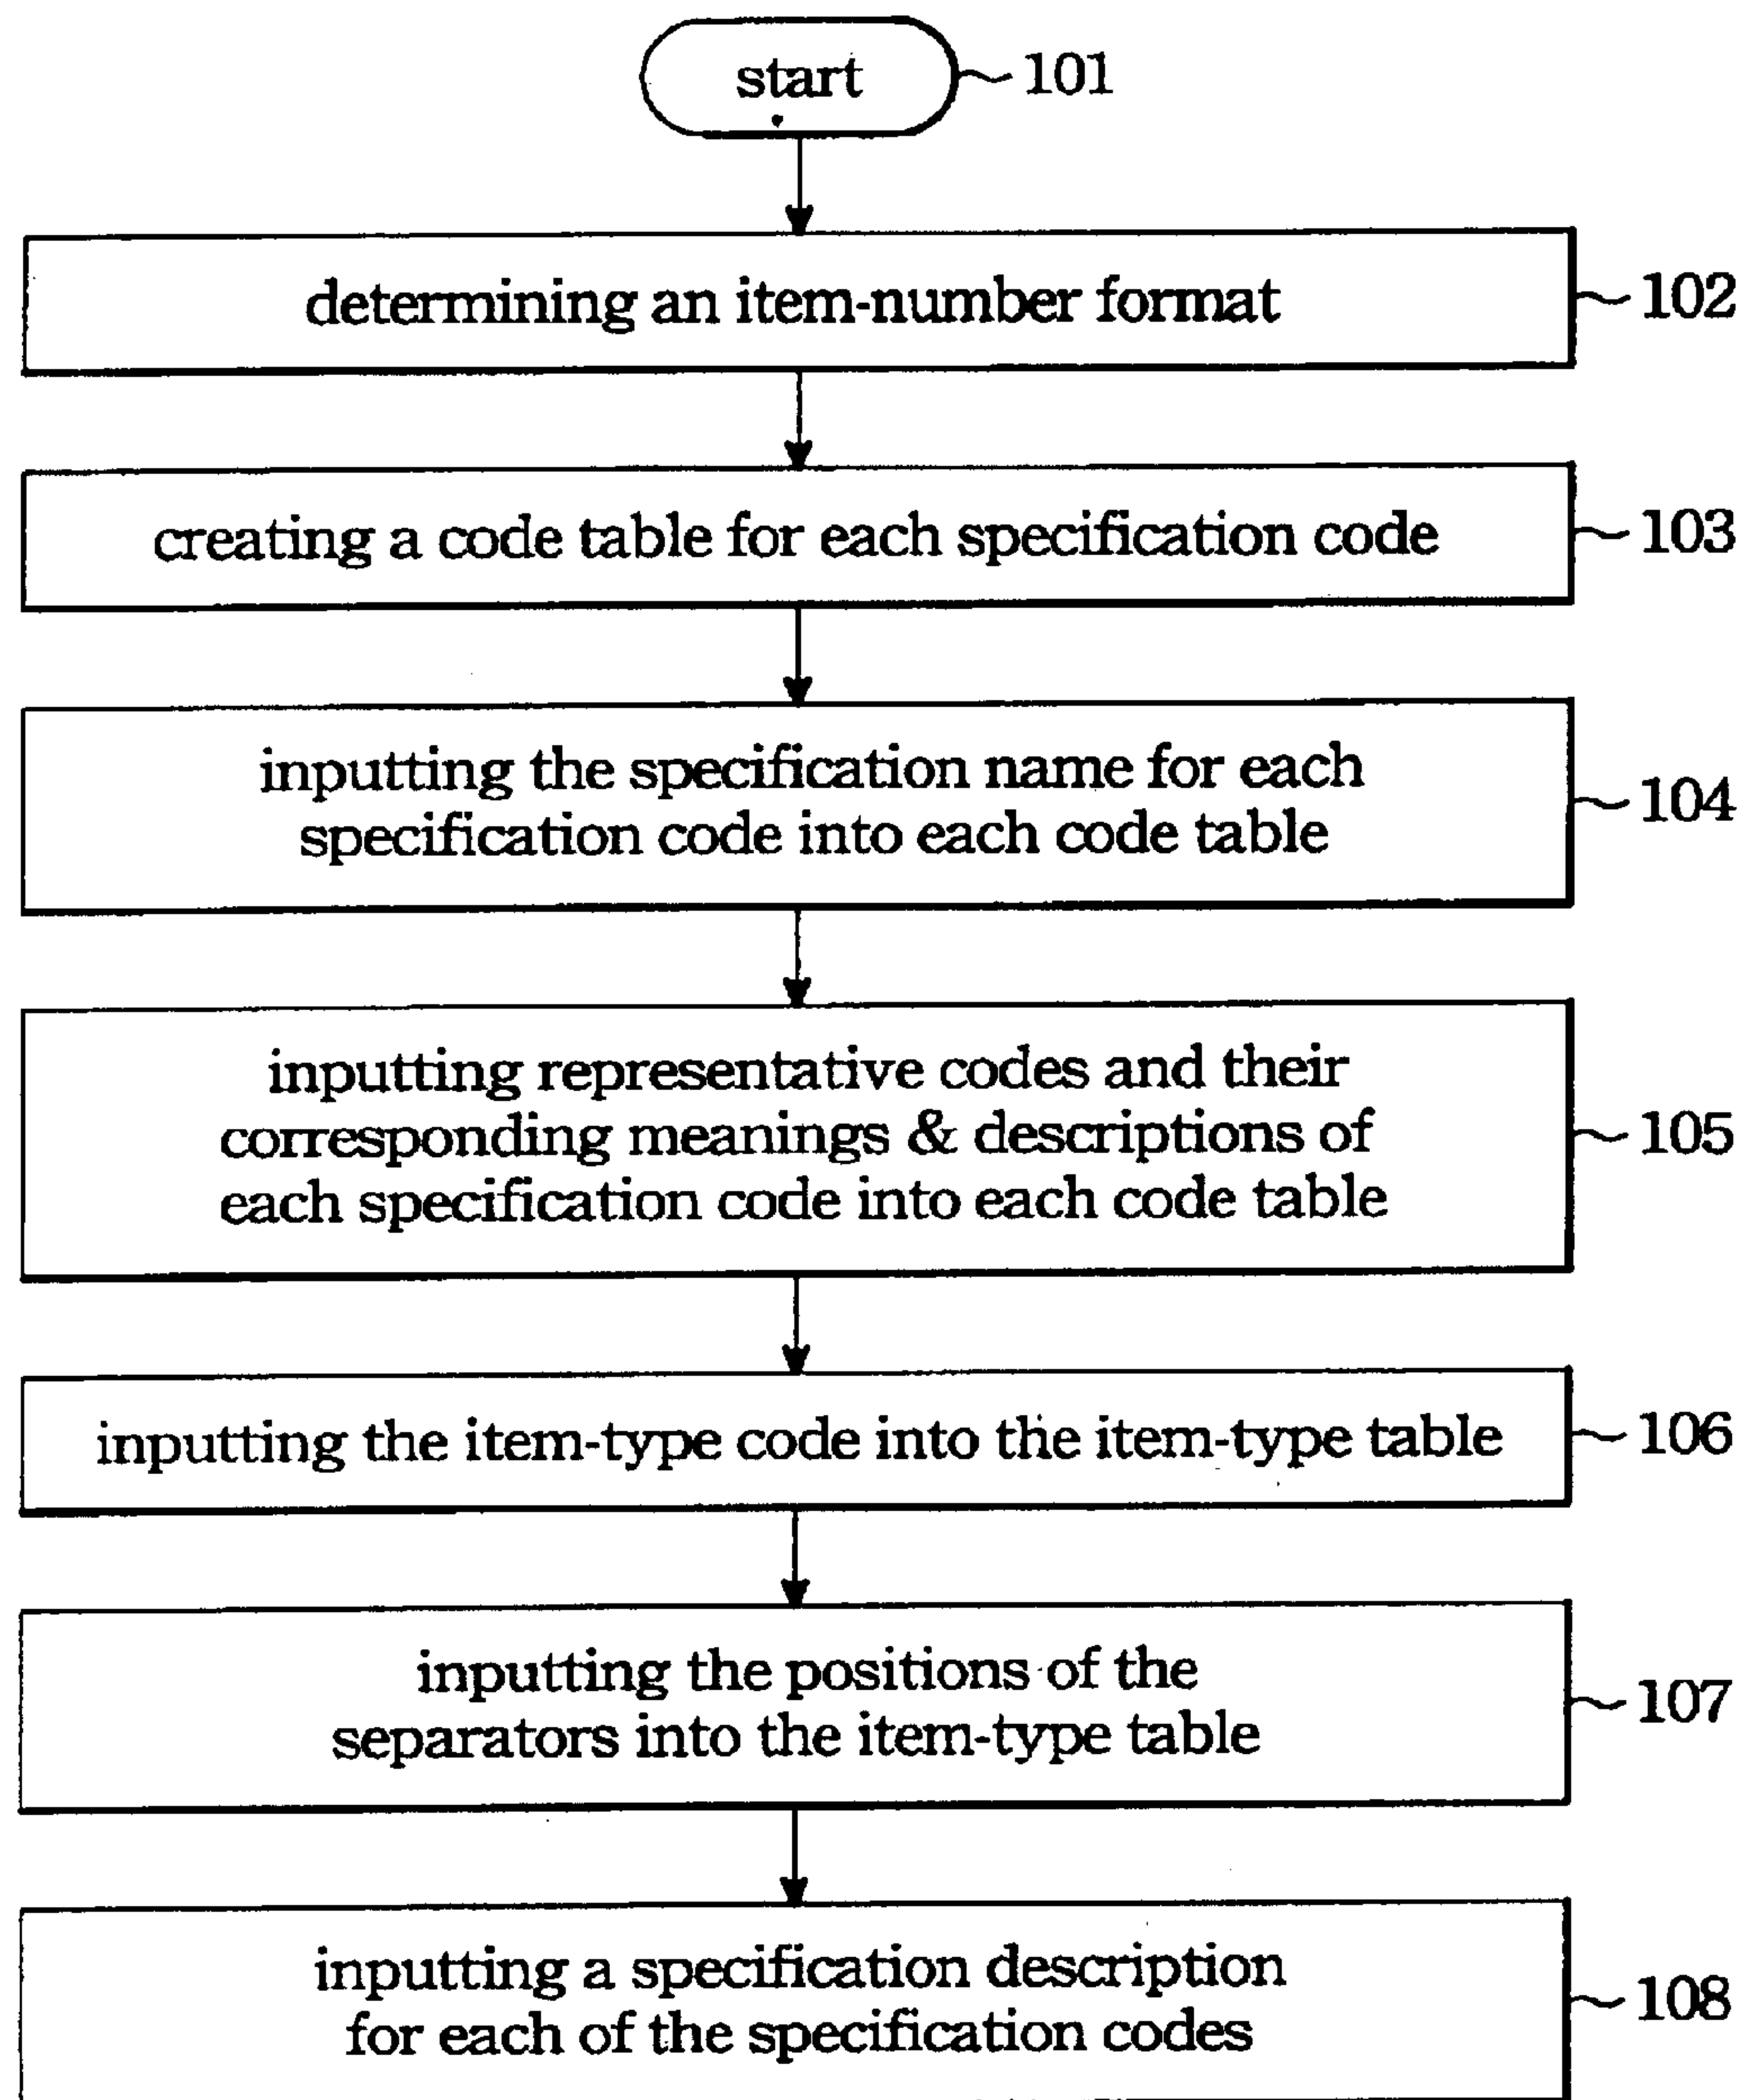 start
101
determining an item-number format
102
creating a code table for each specification code
103
inputting the specification name for each
specification code into each code table
104
inputting representative codes and their
corresponding meanings & descriptions of
each specification code into each code table
105
inputting the item-type code into the item-type table
106
inputting the positions of the
separators into the item-type table
107
inputting a specification description
for each of the specification codes
108